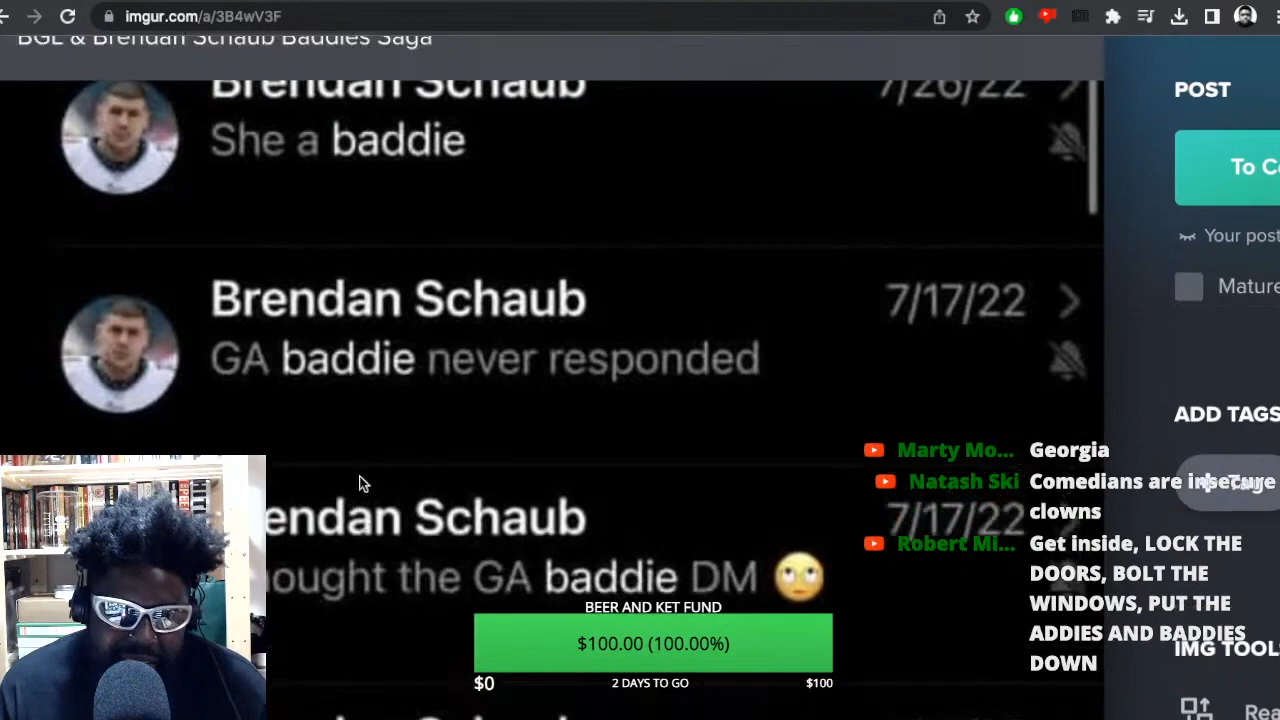 imgur.com/a/3B4wV3F
BGL & Brendan Schaub Baddies Saga
Brendan Schaub 7/26/22
She a baddie
Brendan Schaub 7/17/22
GA baddie never responded
endan Schaub 7/17/22
ought the GA baddie DM 🙄
BEER AND KET FUND
$100.00 (100.00%)
$0 2 DAYS TO GO $100
Marty Mo... Georgia
Natash Ski Comedians are insecure
clowns
Robert Mi... Get inside, LOCK THE
DOORS, BOLT THE
WINDOWS, PUT THE
ADDIES AND BADDIES
DOWN
POST
To Co
Your post
Mature
ADD TAGS
IMG TOOL
Rea